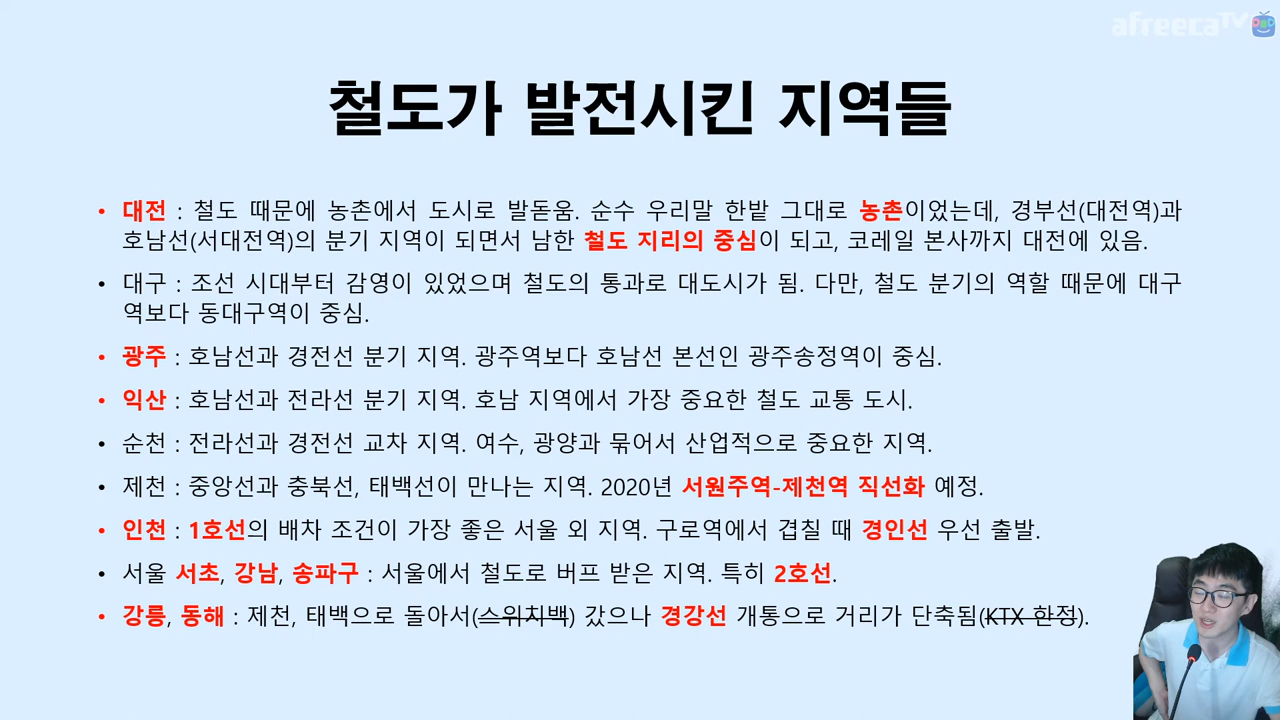 afreecaTV
철도가 발전시킨 지역들
• 대전 : 철도 때문에 농촌에서 도시로 발돋움. 순수 우리말 한밭 그대로 농촌이었는데, 경부선(대전역)과
호남선(서대전역)의 분기 지역이 되면서 남한 철도 지리의 중심이 되고, 코레일 본사까지 대전에 있음.
• 대구 : 조선 시대부터 감영이 있었으며 철도의 통과로 대도시가 됨. 다만, 철도 분기의 역할 때문에 대구
역보다 동대구역이 중심.
• 광주 : 호남선과 경전선 분기 지역. 광주역보다 호남선 본선인 광주송정역이 중심.
• 익산 : 호남선과 전라선 분기 지역. 호남 지역에서 가장 중요한 철도 교통 도시.
• 순천 : 전라선과 경전선 교차 지역. 여수, 광양과 묶어서 산업적으로 중요한 지역.
• 제천 : 중앙선과 충북선, 태백선이 만나는 지역. 2020년 서원주역-제천역 직선화 예정.
• 인천 : 1호선의 배차 조건이 가장 좋은 서울 외 지역. 구로역에서 겹칠 때 경인선 우선 출발.
• 서울 서초, 강남, 송파구 : 서울에서 철도로 버프 받은 지역. 특히 2호선.
• 강릉, 동해 : 제천, 태백으로 돌아서(스위치백) 갔으나 경강선 개통으로 거리가 단축됨(KTX 한정).